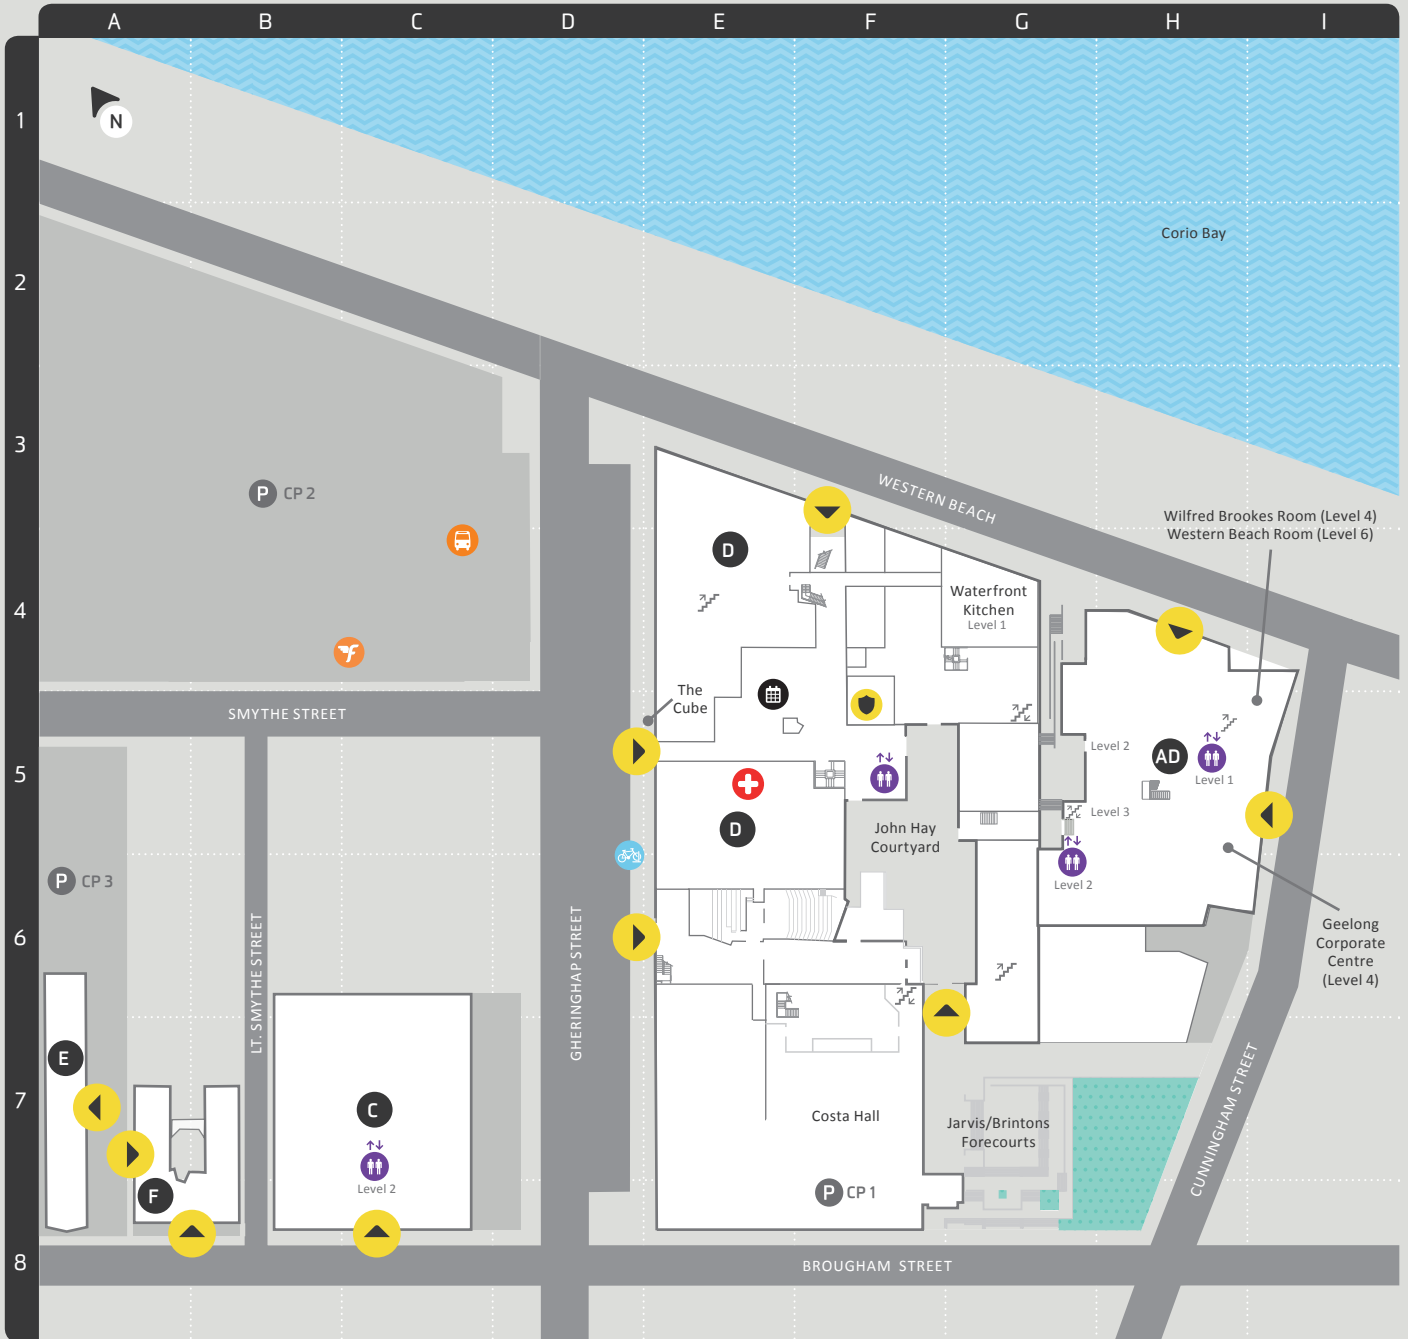 A B C D E F G H I
1
N
Corio Bay
2
3
WESTERN BEACH
P CP 2
Wilfred Brookes Room (Level 4)
Western Beach Room (Level 6)
D
4
Waterfront
Kitchen
Level 1
The
Cube
SMYTHE STREET
5
Level 2
AD
Level 1
Level 3
D
John Hay
Courtyard
P CP 3
Level 2
6
Geelong
Corporate
Centre
(Level 4)
LT. SMYTHE STREET
GHERINGHAP STREET
E
7
C
Costa Hall
Jarvis/Brintons
Forecourts
CUNNINGHAM STREET
Level 2
F
P CP 1
8
BROUGHAM STREET